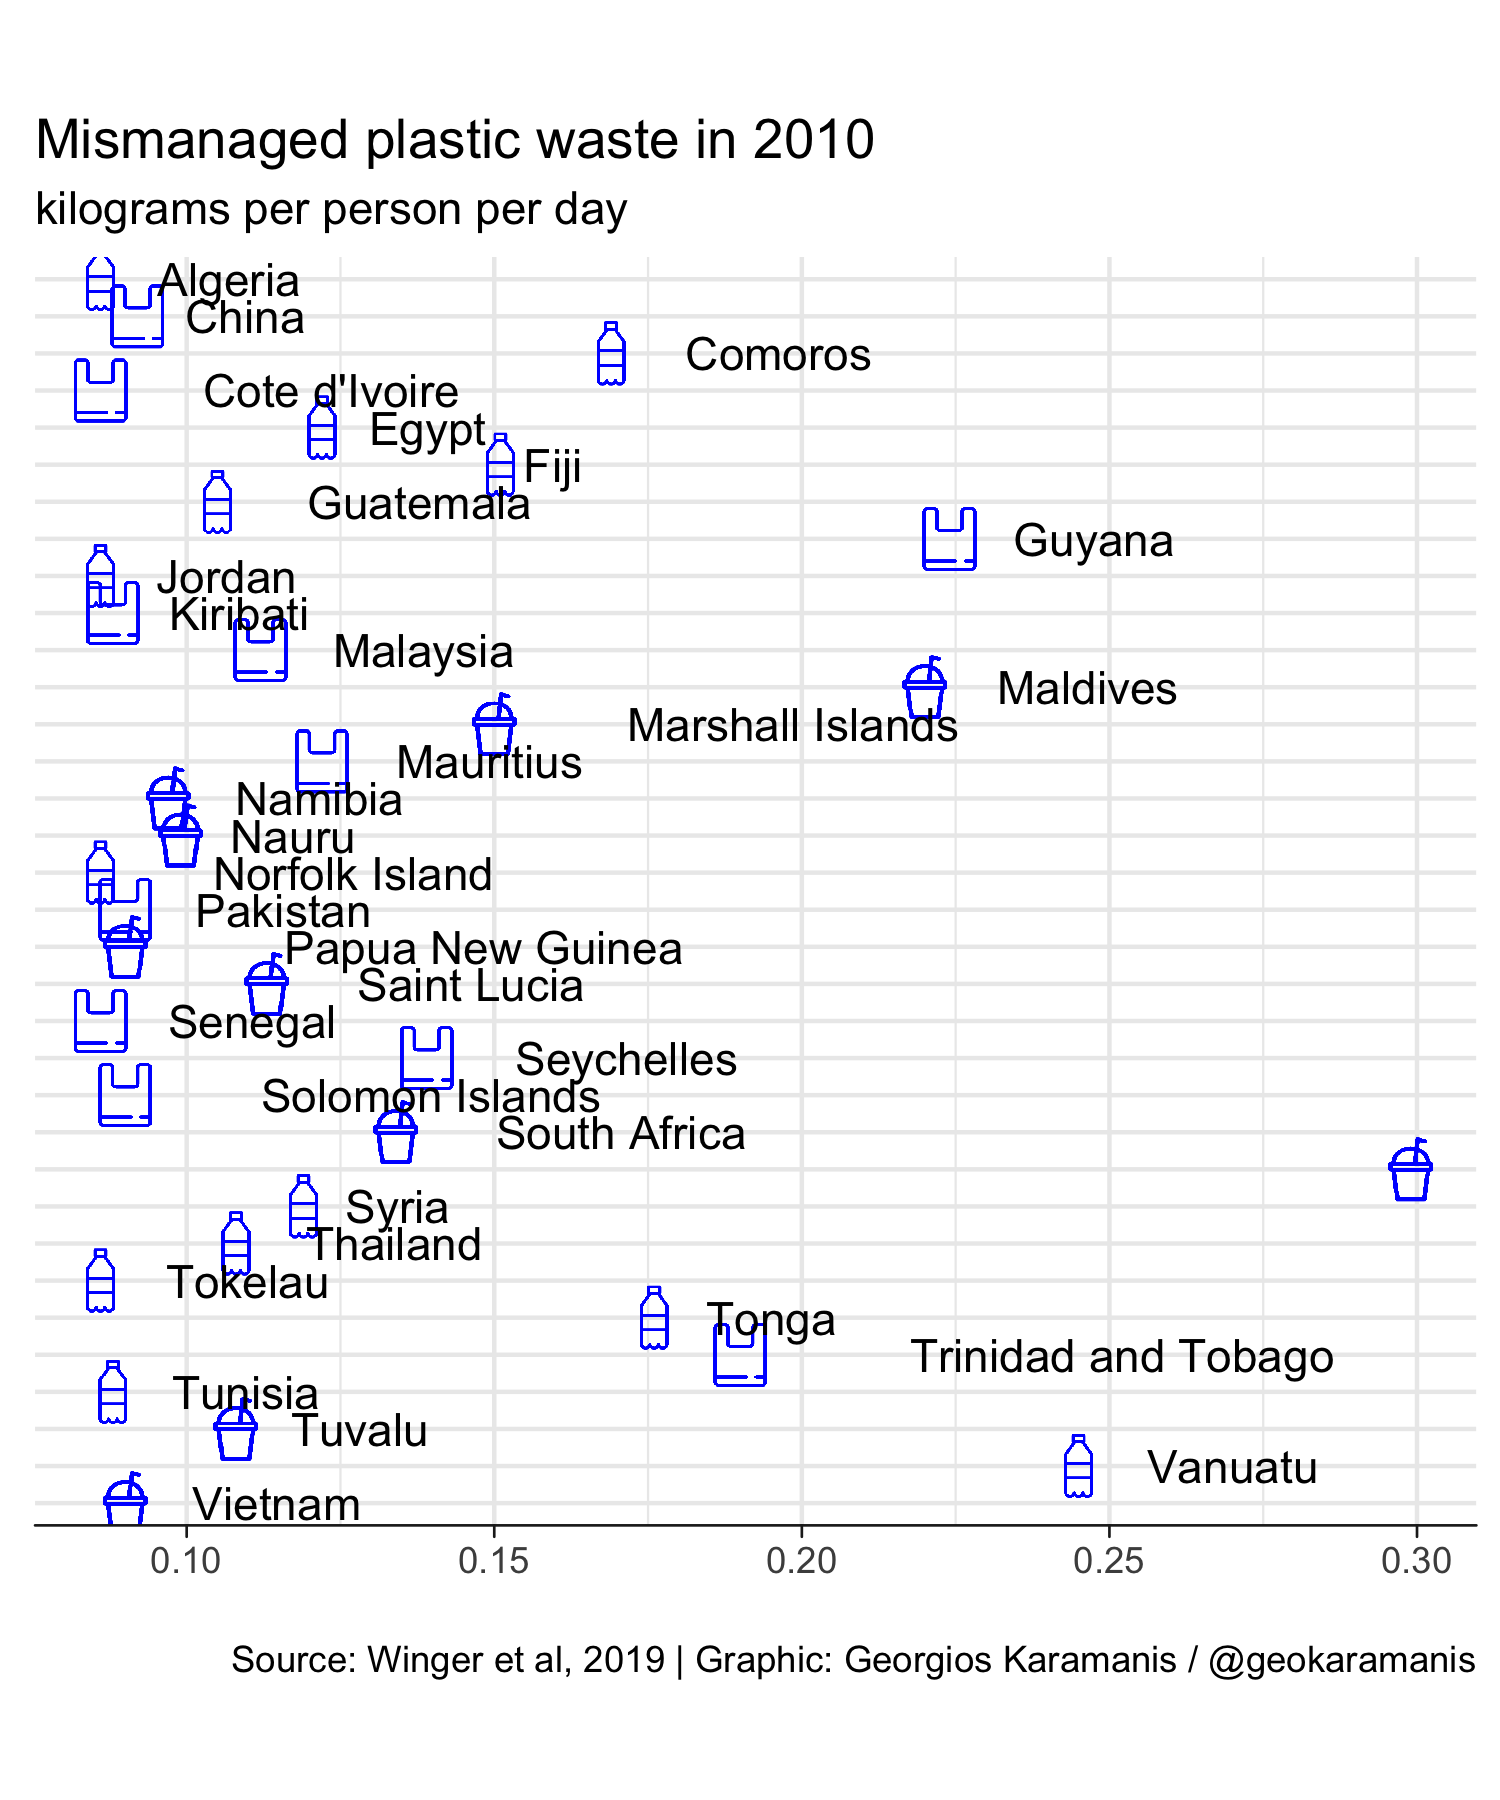 Mismanaged plastic waste in 2010
kilograms per person per day
Algeria
China
Comoros
Cote d'Ivoire
Egypt
Fiji
Guatemala
Guyana
Jordan
Kiribati
Malaysia
Maldives
Marshall Islands
Mauritius
Namibia
Nauru
Norfolk Island
Pakistan
Papua New Guinea
Saint Lucia
Senegal
Seychelles
Solomon Islands
South Africa
Syria
Thailand
Tokelau
Tonga
Trinidad and Tobago
Tunisia
Tuvalu
Vanuatu
Vietnam
0.10 0.15 0.20 0.25 0.30
Source: Winger et al, 2019 | Graphic: Georgios Karamanis / @geokaramanis